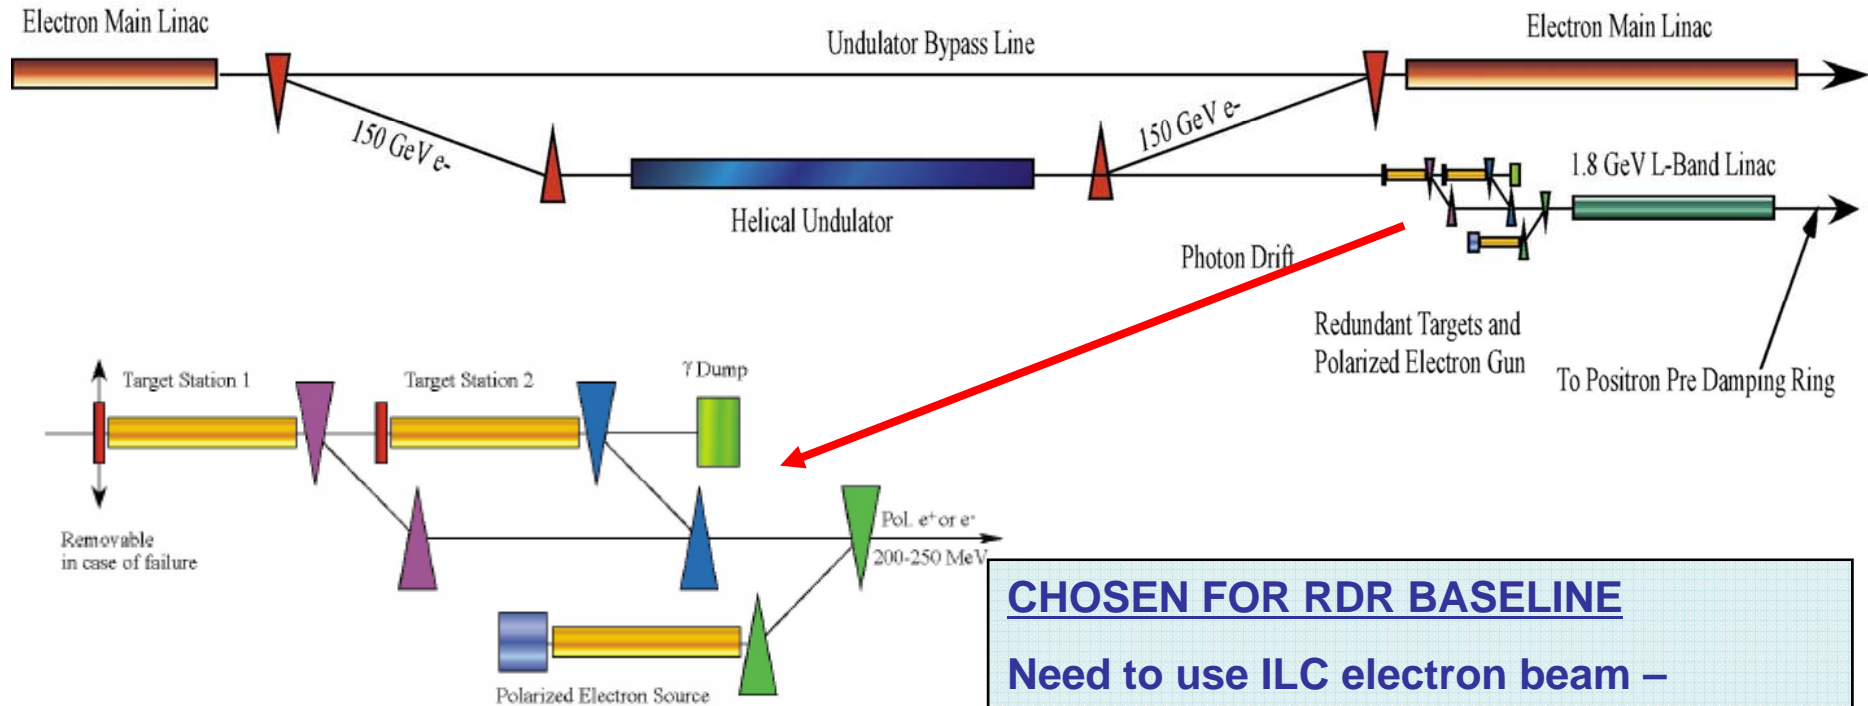 Electron Main Linac
Undulator Bypass Line
Electron Main Linac
150 GeV e-
150 GeV e-
1.8 GeV L-Band Linac
Helical Undulator
Photon Drift
Redundant Targets and
Polarized Electron Gun
To Positron Pre Damping Ring
Target Station 1
Target Station 2
γ Dump
Removable
in case of failure
Pol. e⁺ or e⁻
200-250 MeV
Polarized Electron Source
CHOSEN FOR RDR BASELINE
Need to use ILC electron beam –